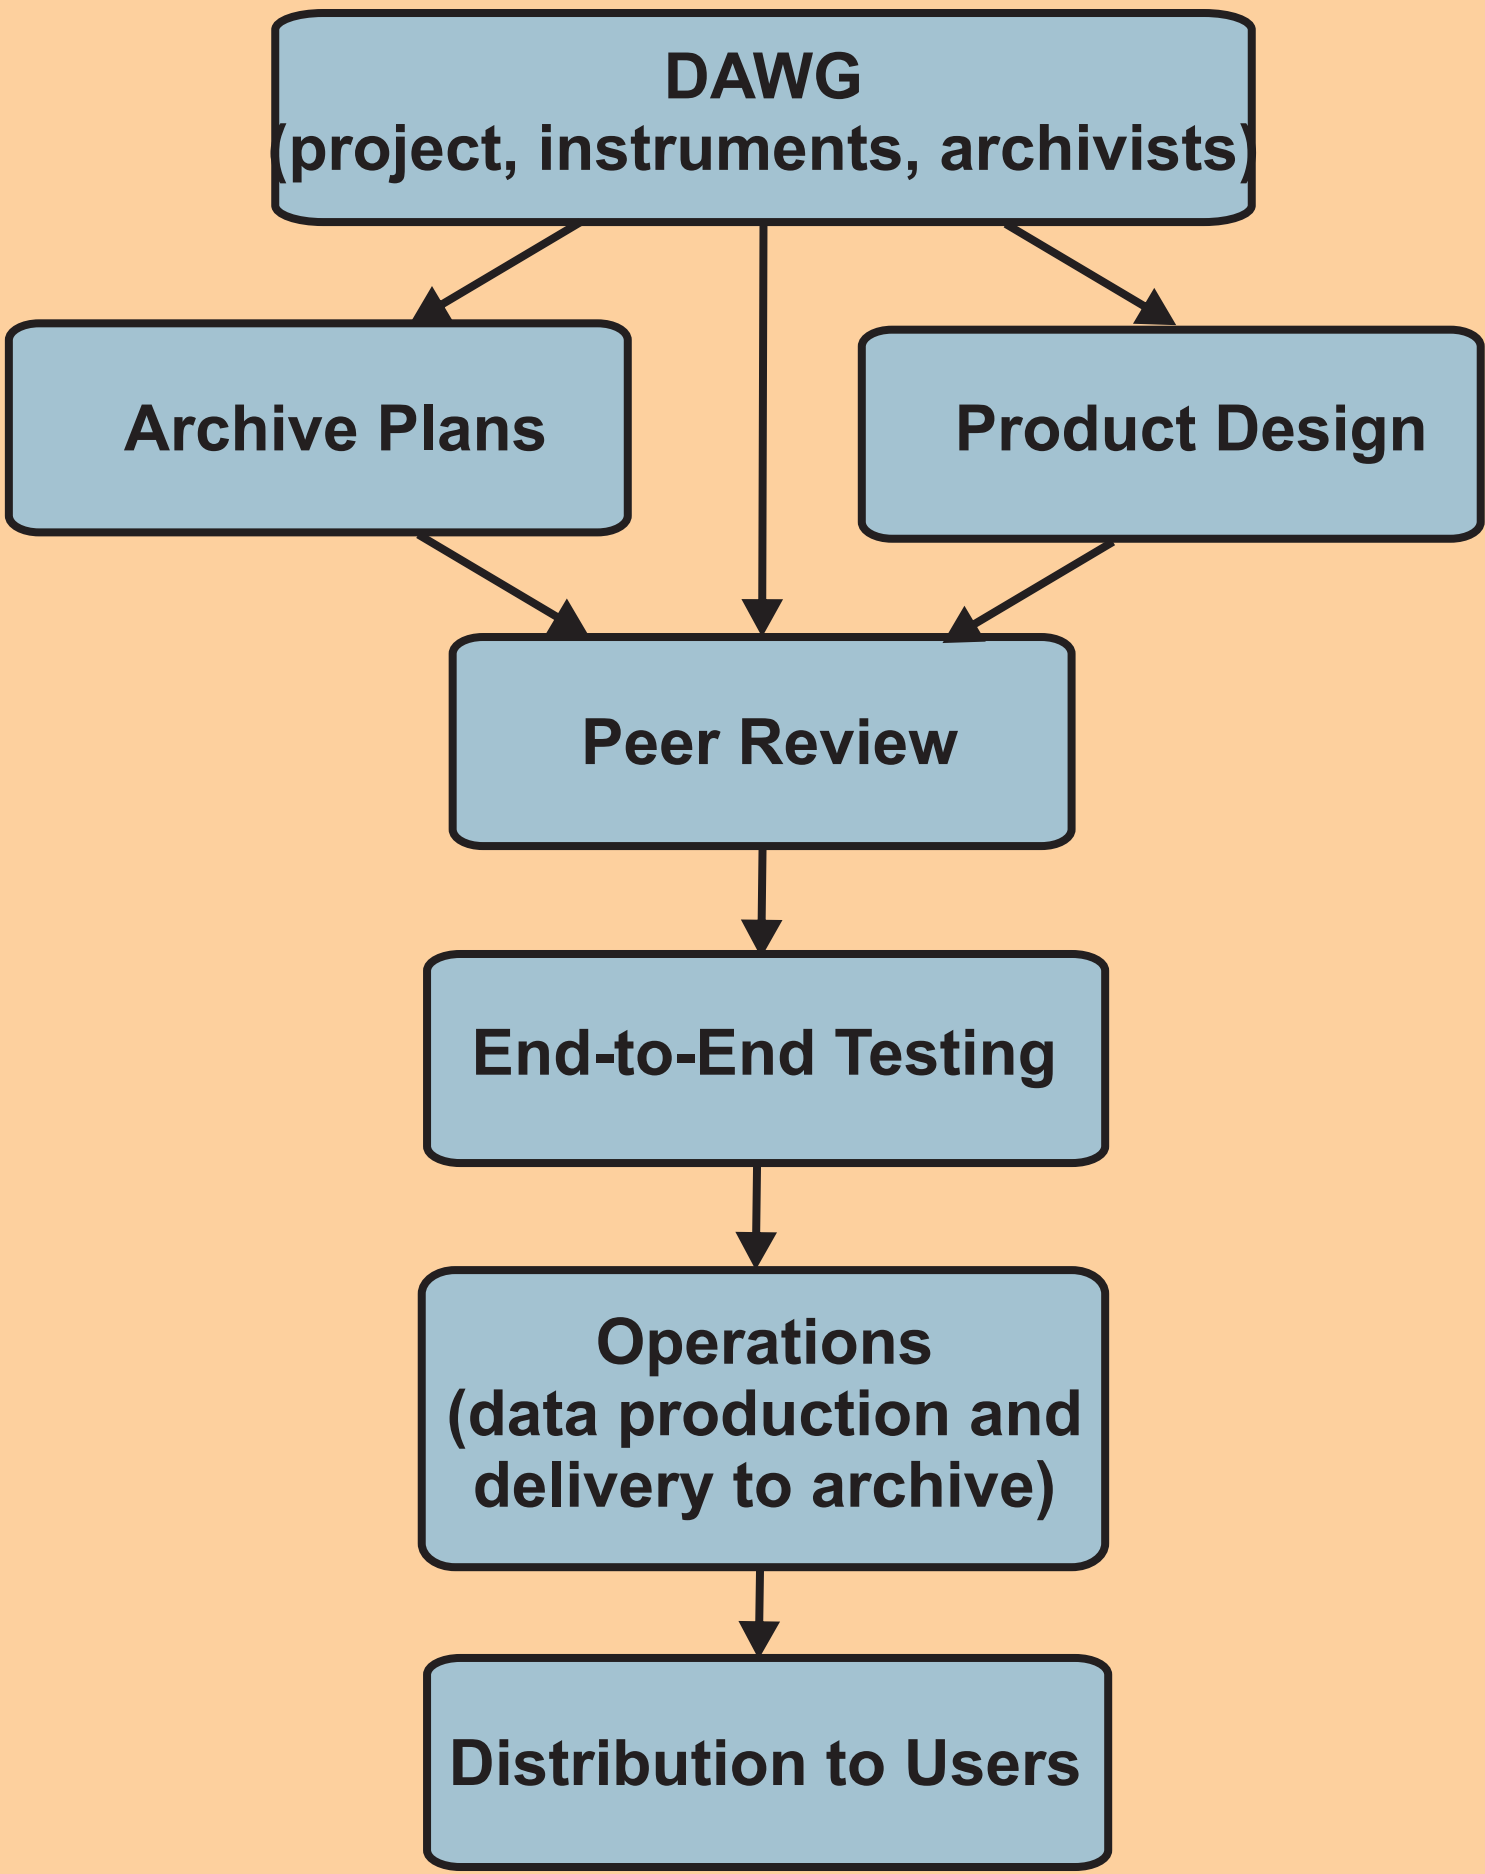 DAWG
(project, instruments, archivists)
Archive Plans
Product Design
Peer Review
End-to-End Testing
Operations
(data production and
delivery to archive)
Distribution to Users